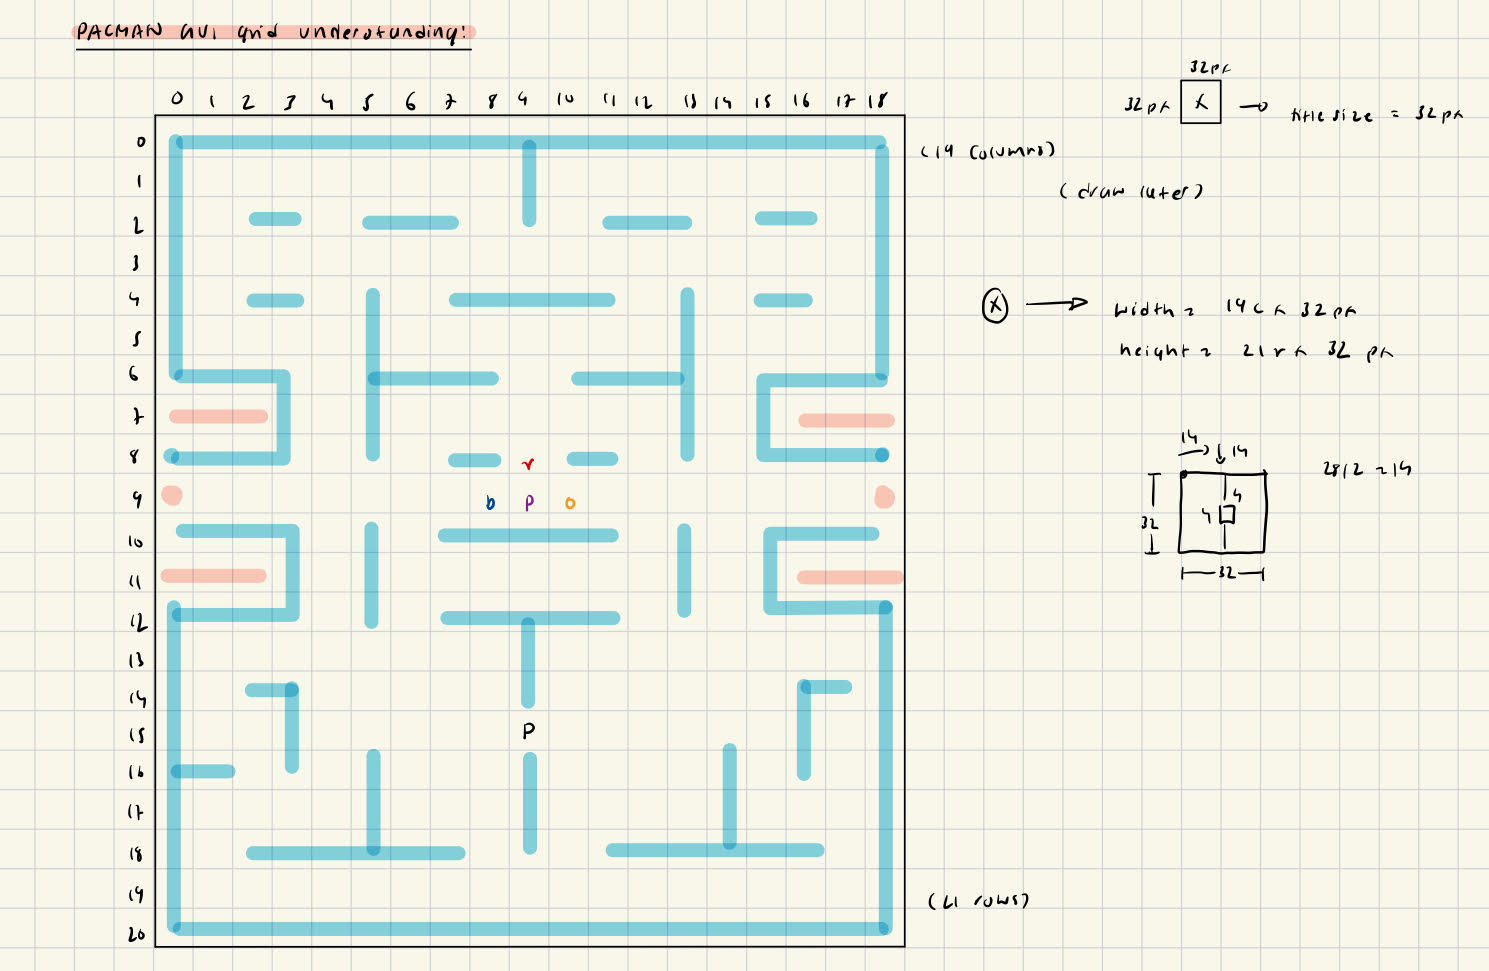 PACMAN GUI grid understanding!
0 1 2 3 4 5 6 7 8 9 10 11 12 13 14 15 16 17 18
32px
32px X → tile size = 32px
0
(19 columns)
1
(draw later)
2
3
4
X → width = 19c x 32px
5
height = 21r x 32 px
6
7
8
r
14
14
28/2 = 14
9
b p o
4
4
32
10
11
32
12
13
14
15
P
16
17
18
19
(21 rows)
20